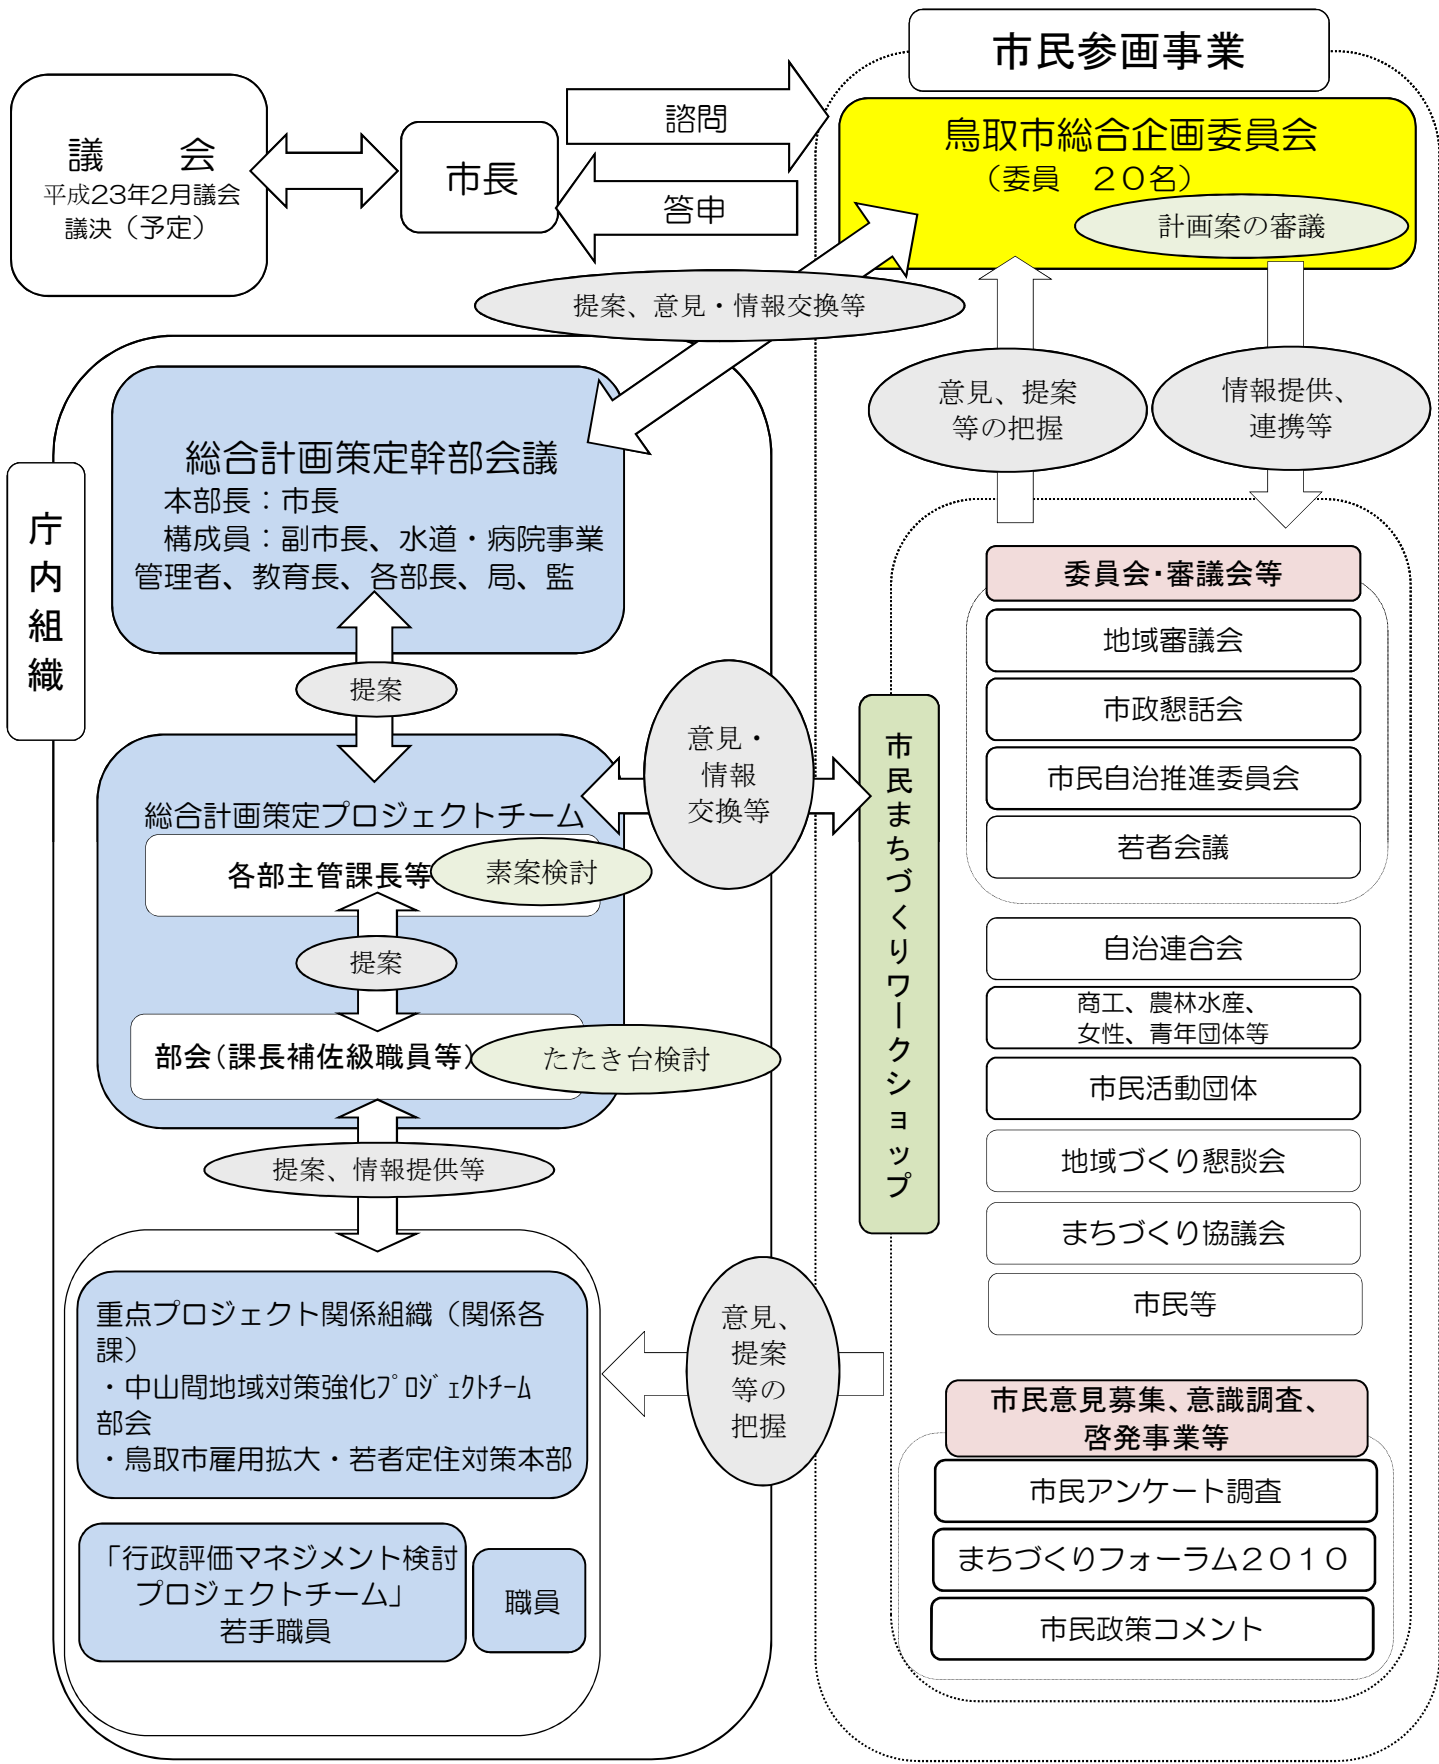 市民参画事業
議　　会
平成23年2月議会
議決（予定）
市長
諮問
答申
鳥取市総合企画委員会
（委員　２０名）
計画案の審議
提案、意見・情報交換等
意見、提案
等の把握
情報提供、
連携等
庁内組織
総合計画策定幹部会議
本部長：市長
構成員：副市長、水道・病院事業
管理者、教育長、各部長、局、監
提案
総合計画策定プロジェクトチーム
各部主管課長等
素案検討
提案
部会（課長補佐級職員等）
たたき台検討
提案、情報提供等
意見・
情報
交換等
市民まちづくりワークショップ
委員会・審議会等
地域審議会
市政懇話会
市民自治推進委員会
若者会議
自治連合会
商工、農林水産、
女性、青年団体等
市民活動団体
地域づくり懇談会
まちづくり協議会
市民等
重点プロジェクト関係組織（関係各
課）
・中山間地域対策強化ﾌﾟﾛｼﾞｪｸﾄﾁｰﾑ
部会
・鳥取市雇用拡大・若者定住対策本部
「行政評価マネジメント検討
プロジェクトチーム」
若手職員
職員
意見、
提案
等の
把握
市民意見募集、意識調査、
啓発事業等
市民アンケート調査
まちづくりフォーラム２０１０
市民政策コメント